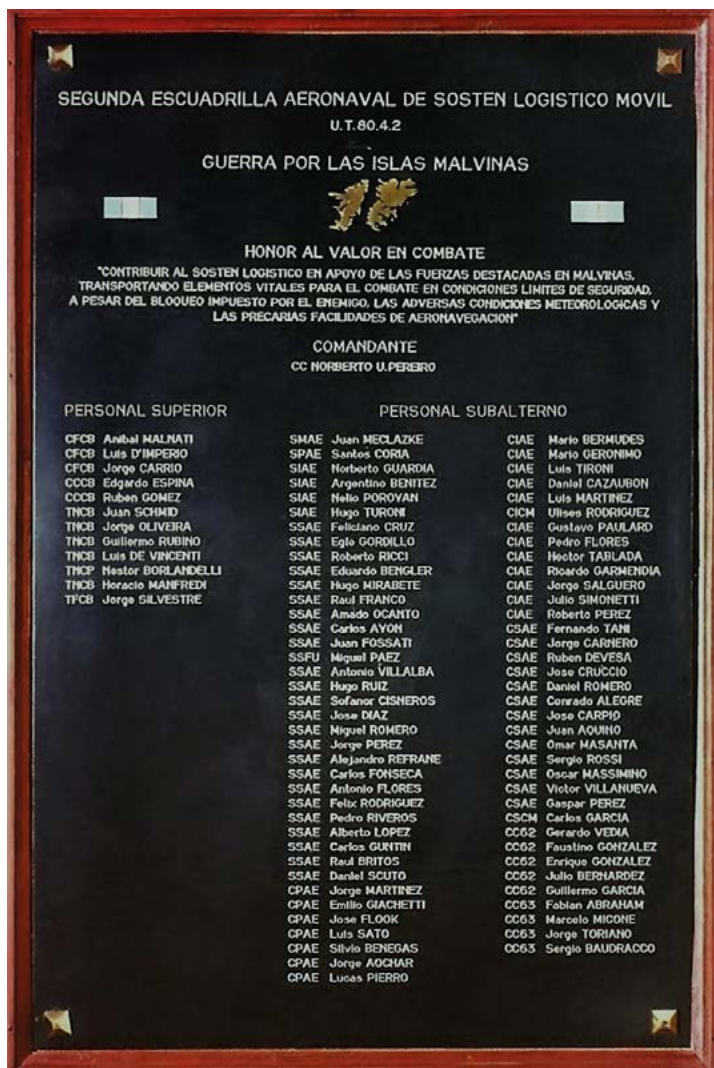 SEGUNDA ESCUADRILLA AERONAVAL DE SOSTEN LOGISTICO MOVIL
U.T.80.4.2
GUERRA POR LAS ISLAS MALVINAS
HONOR AL VALOR EN COMBATE
"CONTRIBUIR AL SOSTEN LOGISTICO EN APOYO DE LAS FUERZAS DESTACADAS EN MALVINAS,
TRANSPORTANDO ELEMENTOS VITALES PARA EL COMBATE EN CONDICIONES LIMITES DE SEGURIDAD,
A PESAR DEL BLOQUEO IMPUESTO POR EL ENEMIGO, LAS ADVERSAS CONDICIONES METEOROLOGICAS Y
LAS PRECARIAS FACILIDADES DE AERONAVEGACION"
COMANDANTE
CC NORBERTO U.PEREIRO
PERSONAL SUPERIOR
CFCB Anibal MALNATI
CFCB Luis D'IMPERIO
CFCB Jorge CARRIO
CCCB Edgardo ESPINA
CCCB Ruben GOMEZ
TNCB Juan SCHMID
TNCB Jorge OLIVEIRA
TNCB Guillermo RUBINO
TNCB Luis DE VINCENTI
TNCP Nestor BORLANDELLI
TNCB Horacio MANFREDI
TFCB Jorge SILVESTRE
PERSONAL SUBALTERNO
SMAE Juan MECLAZKE
SPAE Santos CORIA
SIAE Norberto GUARDIA
SIAE Argentino BENITEZ
SIAE Nelio POROYAN
SIAE Hugo TURONI
SSAE Feliciano CRUZ
SSAE Egle GORDILLO
SSAE Roberto RICCI
SSAE Eduardo BENGLER
SSAE Hugo MIRABETE
SSAE Raul FRANCO
SSAE Amado OCANTO
SSAE Carlos AYON
SSAE Juan FOSSATI
SSFU Miguel PAEZ
SSAE Antonio VILLALBA
SSAE Hugo RUIZ
SSAE Sofanor CISNEROS
SSAE Jose DIAZ
SSAE Miguel ROMERO
SSAE Jorge PEREZ
SSAE Alejandro REFRANE
SSAE Carlos FONSECA
SSAE Antonio FLORES
SSAE Felix RODRIGUEZ
SSAE Pedro RIVEROS
SSAE Alberto LOPEZ
SSAE Carlos GUNTIN
SSAE Raul BRITOS
SSAE Daniel SCUTO
CPAE Jorge MARTINEZ
CPAE Emilio GIACHETTI
CPAE Jose FLOOK
CPAE Luis SATO
CPAE Silvio BENEGAS
CPAE Jorge AOCHAR
CPAE Lucas PIERRO
CIAE Mario BERMUDES
CIAE Mario GERONIMO
CIAE Luis TIRONI
CIAE Daniel CAZAUBON
CIAE Luis MARTINEZ
CICM Ulises RODRIGUEZ
CIAE Gustavo PAULARD
CIAE Pedro FLORES
CIAE Hector TABLADA
CIAE Ricardo GARMENDIA
CIAE Jorge SALGUERO
CIAE Julio SIMONETTI
CIAE Roberto PEREZ
CSAE Fernando TANI
CSAE Jorge CARNERO
CSAE Ruben DEVESA
CSAE Jose CRUCCIO
CSAE Daniel ROMERO
CSAE Conrado ALEGRE
CSAE Jose CARPIO
CSAE Juan AQUINO
CSAE Omar MASANTA
CSAE Sergio ROSSI
CSAE Oscar MASSIMINO
CSAE Victor VILLANUEVA
CSAE Gaspar PEREZ
CSCM Carlos GARCIA
CC62 Gerardo VEDIA
CC62 Faustino GONZALEZ
CC62 Enrique GONZALEZ
CC62 Julio BERNARDEZ
CC62 Guillermo GARCIA
CC63 Fabian ABRAHAM
CC63 Marcelo MICONE
CC63 Jorge TORIANO
CC63 Sergio BAUDRACCO